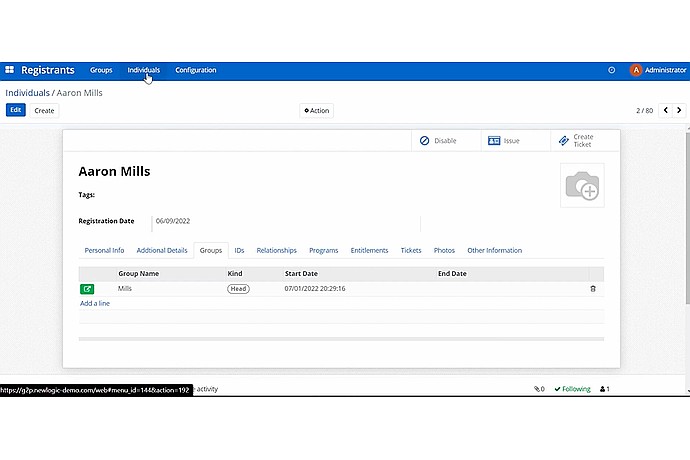 Registrants Groups Individuals Configuration A Administrator
Individuals / Aaron Mills
Edit Create Action 2 / 80
Disable Issue Create Ticket
Aaron Mills
Tags:
Registration Date 06/09/2022
Personal Info Addtional Details Groups IDs Relationships Programs Entitlements Tickets Photos Other Information
Group Name Kind Start Date End Date
Mills Head 07/01/2022 20:29:16
Add a line
https://g2p.newlogic-demo.com/web#menu_id=144&action=192 activity 0 Following 1